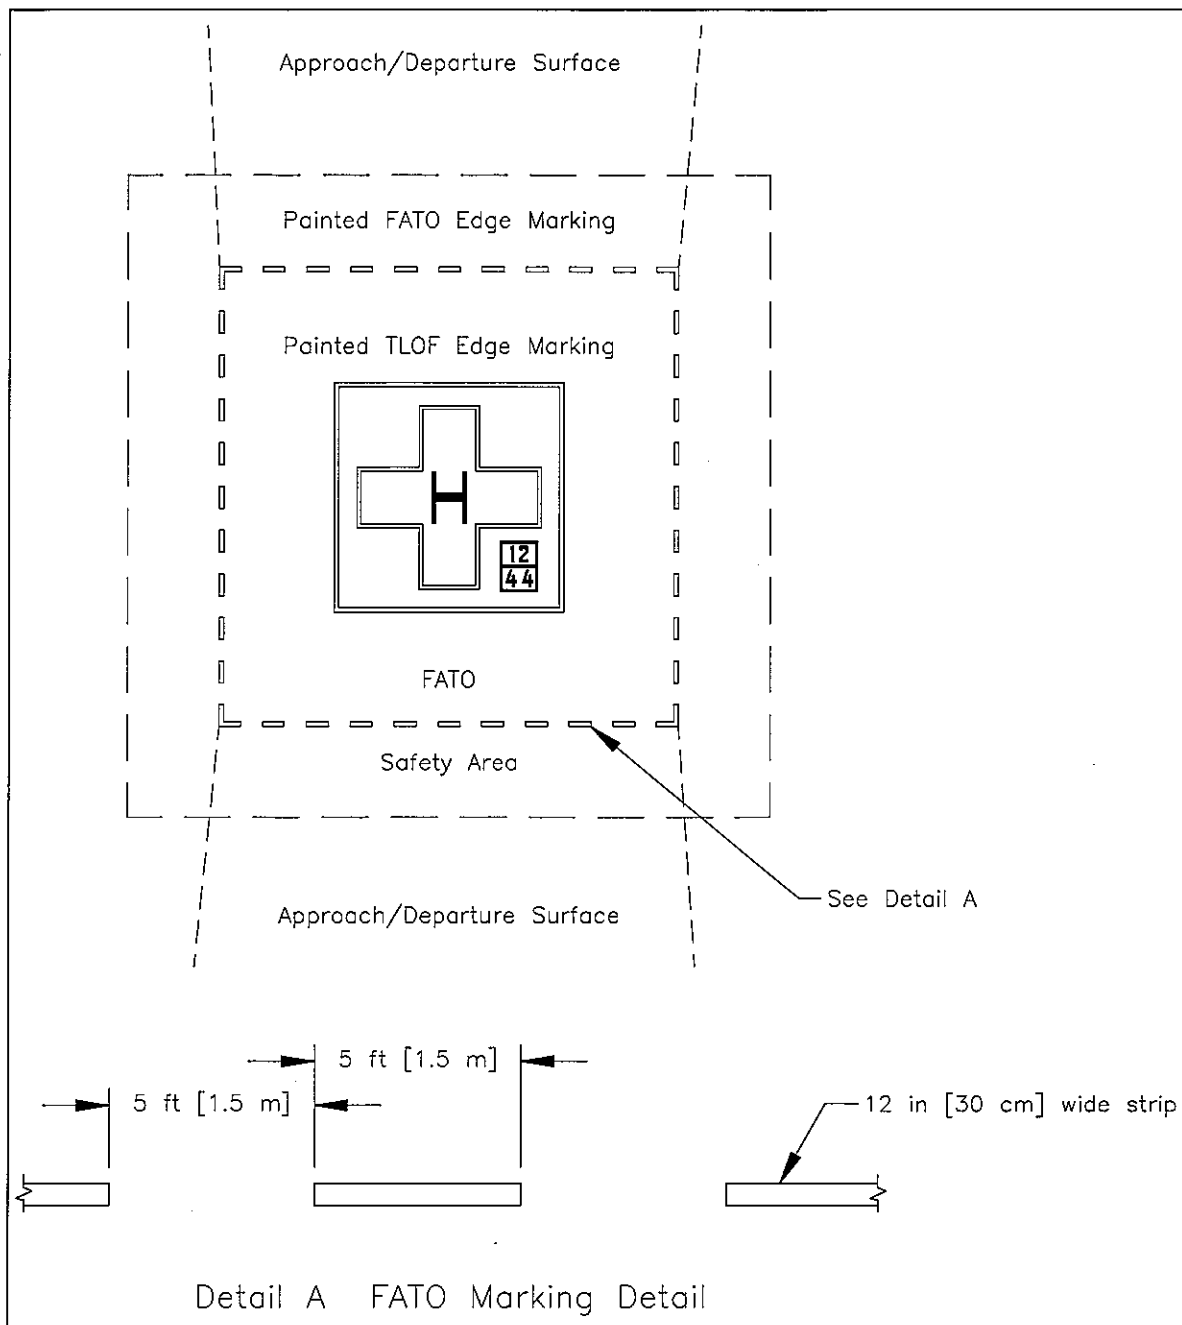 Approach/Departure Surface
Painted FATO Edge Marking
Painted TLOF Edge Marking
H
12
44
FATO
Safety Area
See Detail A
Approach/Departure Surface
5 ft [1.5 m]
5 ft [1.5 m]
12 in [30 cm] wide strip
Detail A FATO Marking Detail